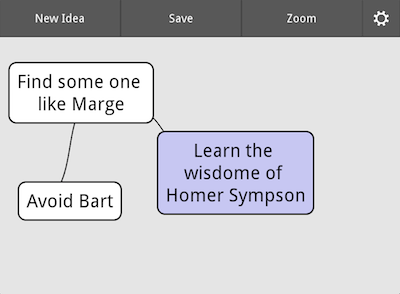 New Idea
Save
Zoom
Find some one
like Marge
Learn the
wisdome of
Homer Sympson
Avoid Bart